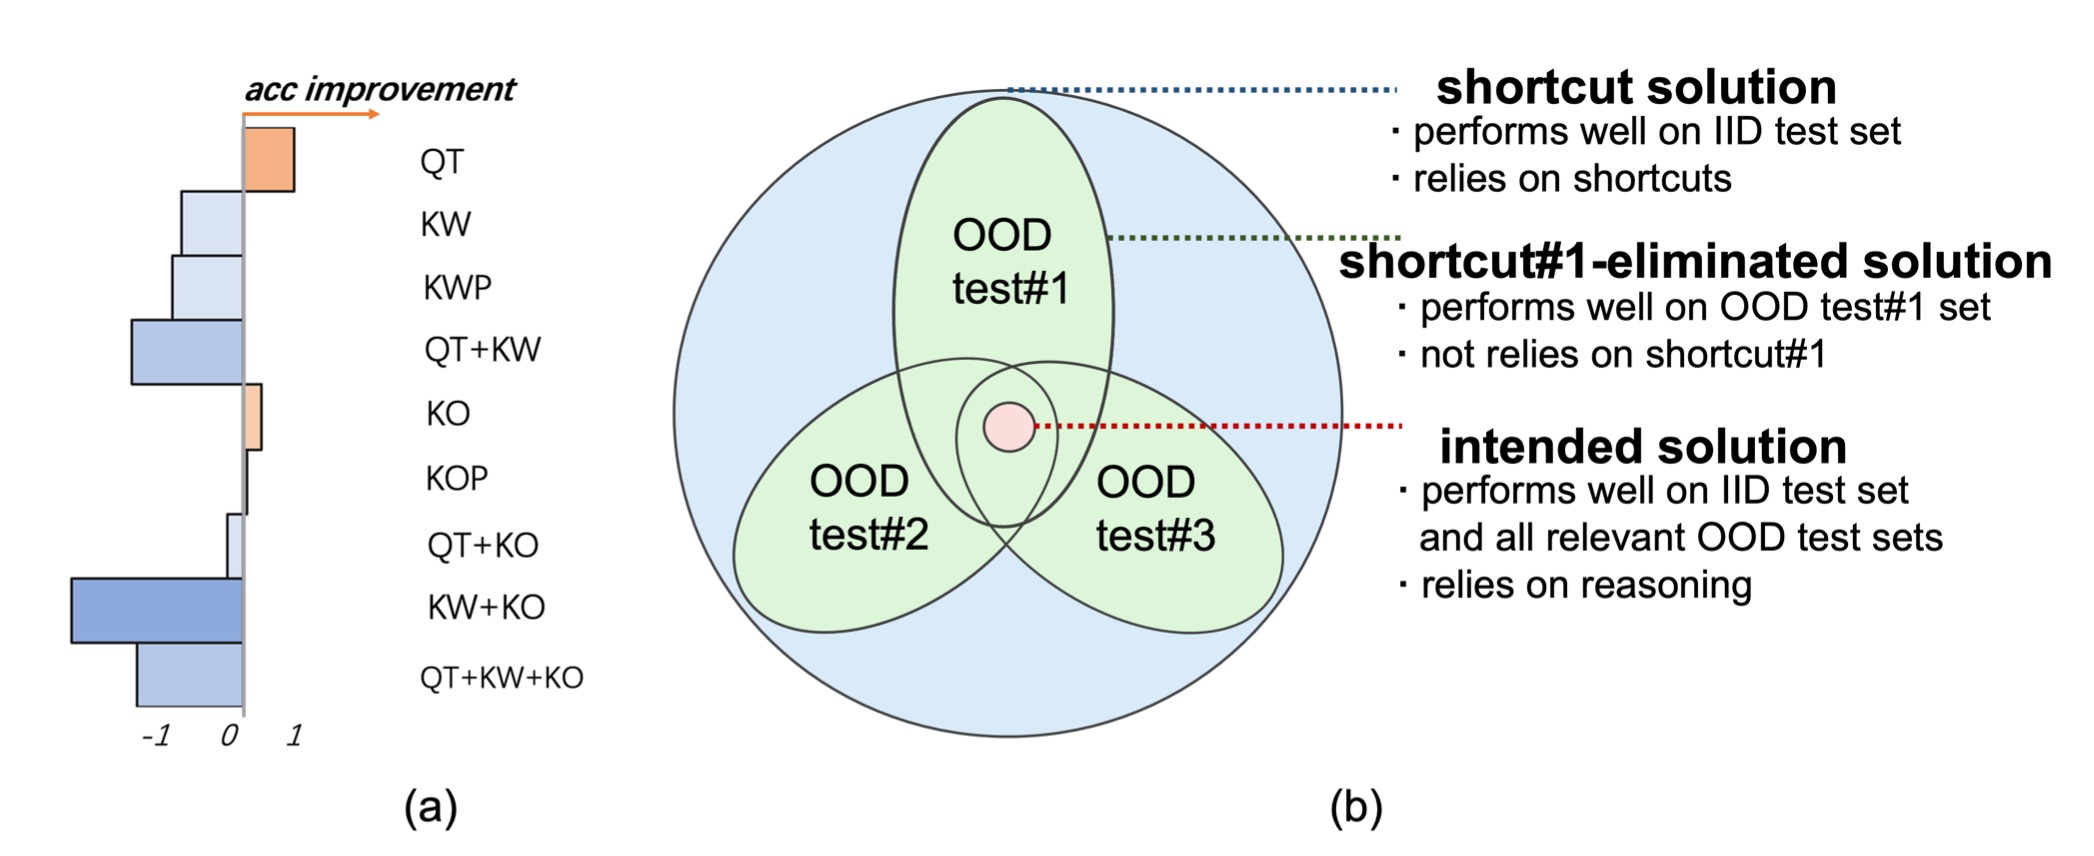 acc improvement
QT
KW
KWP
QT+KW
KO
KOP
QT+KO
KW+KO
QT+KW+KO
-1 0 1
(a)
OOD
test#1
OOD
test#2
OOD
test#3
shortcut solution
· performs well on IID test set
· relies on shortcuts
shortcut#1-eliminated solution
· performs well on OOD test#1 set
· not relies on shortcut#1
intended solution
· performs well on IID test set
and all relevant OOD test sets
· relies on reasoning
(b)